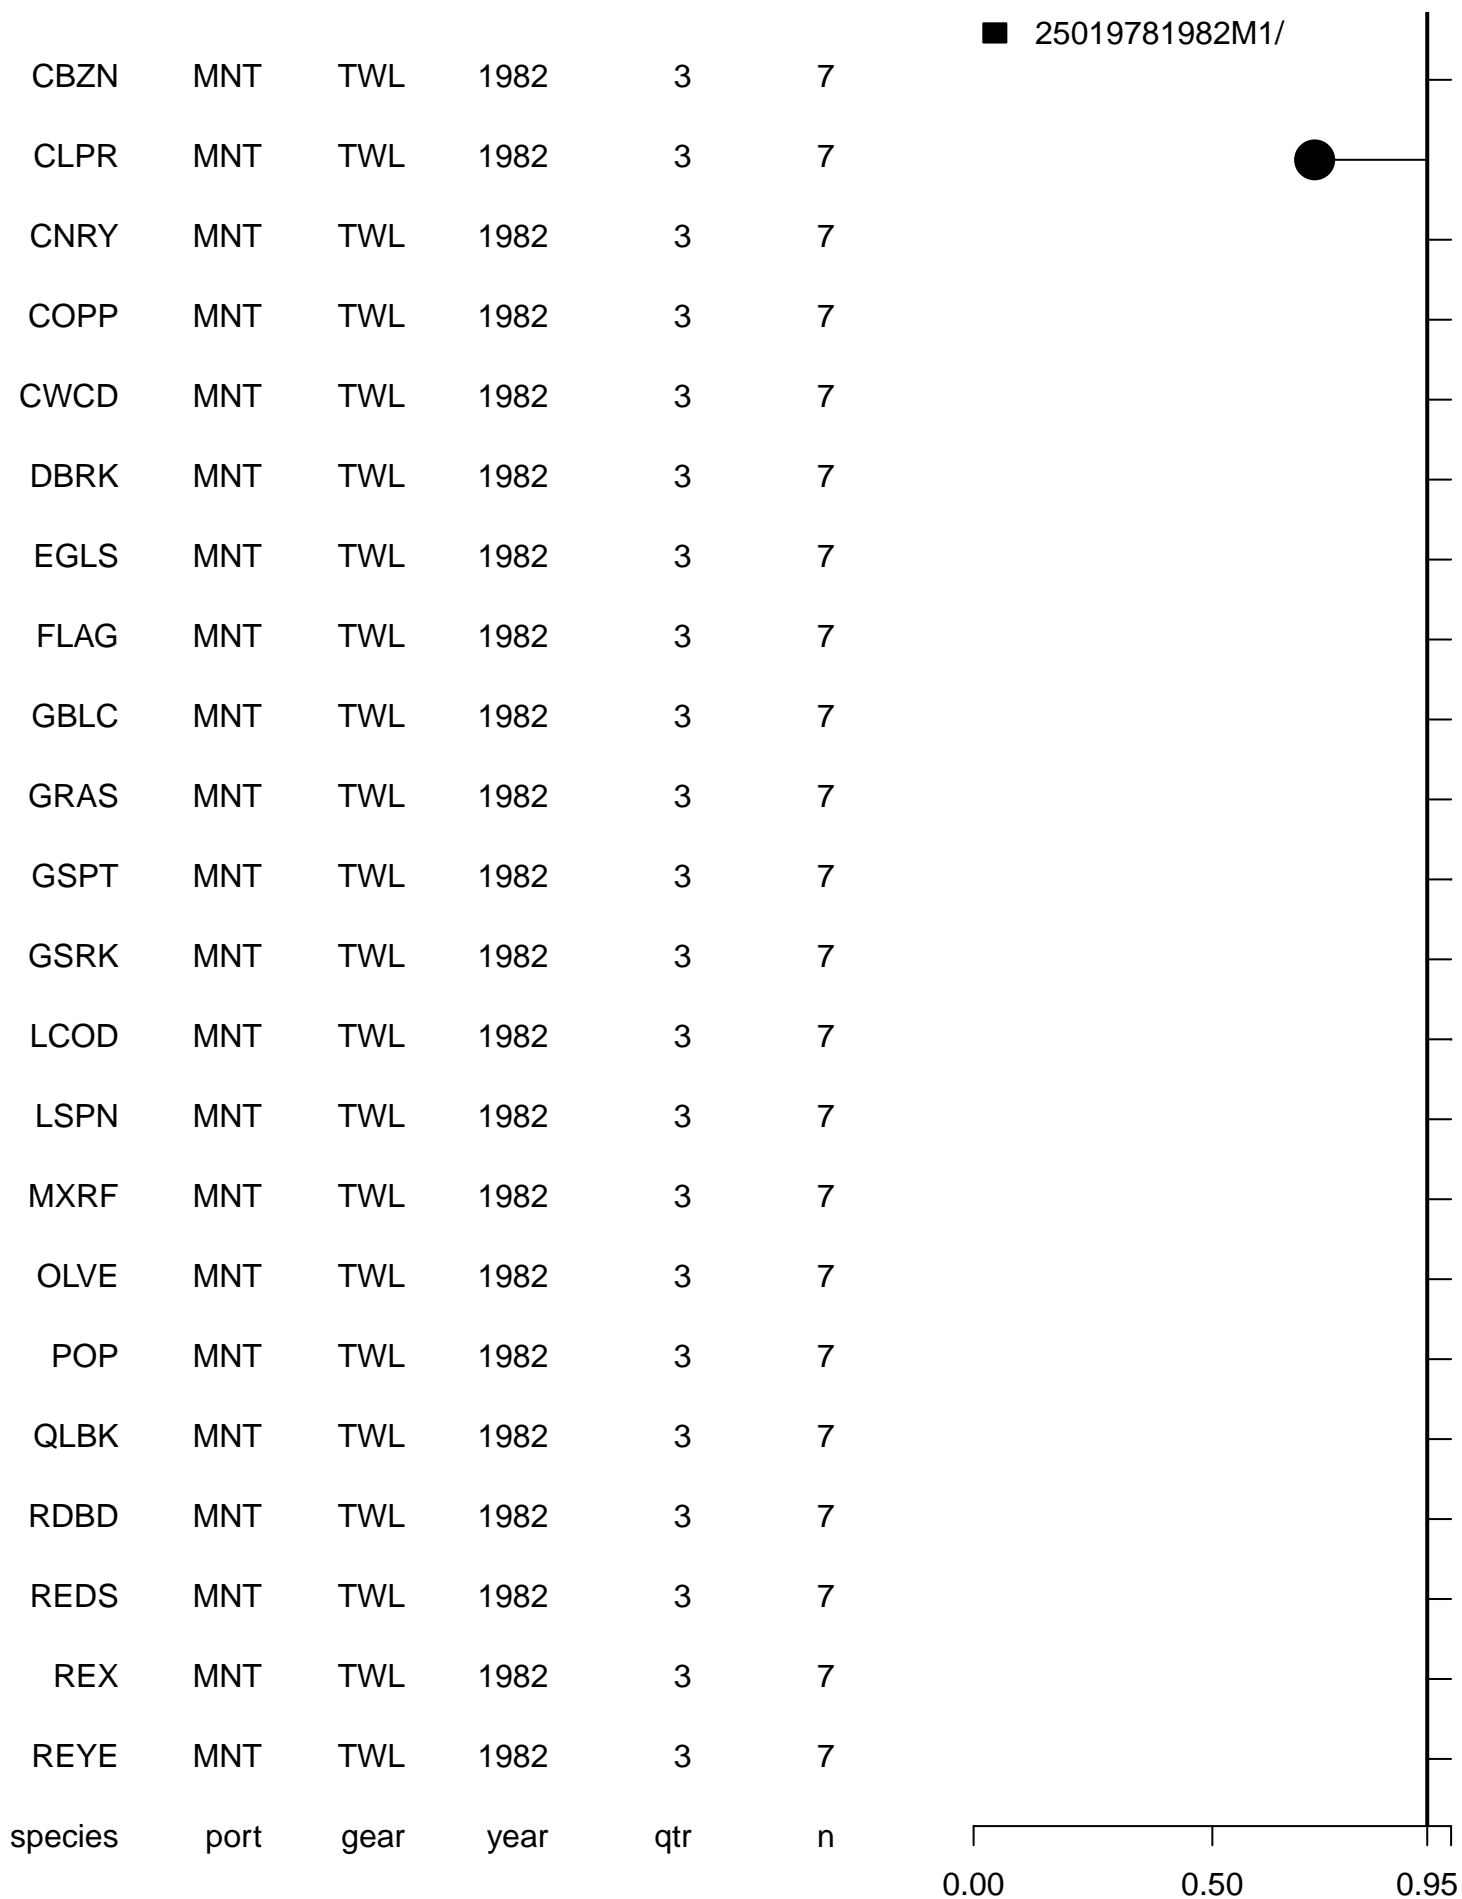 25019781982M1/
CBZN MNT TWL 1982 3 7
CLPR MNT TWL 1982 3 7
CNRY MNT TWL 1982 3 7
COPP MNT TWL 1982 3 7
CWCD MNT TWL 1982 3 7
DBRK MNT TWL 1982 3 7
EGLS MNT TWL 1982 3 7
FLAG MNT TWL 1982 3 7
GBLC MNT TWL 1982 3 7
GRAS MNT TWL 1982 3 7
GSPT MNT TWL 1982 3 7
GSRK MNT TWL 1982 3 7
LCOD MNT TWL 1982 3 7
LSPN MNT TWL 1982 3 7
MXRF MNT TWL 1982 3 7
OLVE MNT TWL 1982 3 7
POP MNT TWL 1982 3 7
QLBK MNT TWL 1982 3 7
RDBD MNT TWL 1982 3 7
REDS MNT TWL 1982 3 7
REX MNT TWL 1982 3 7
REYE MNT TWL 1982 3 7
species port gear year qtr n
0.00 0.50 0.95